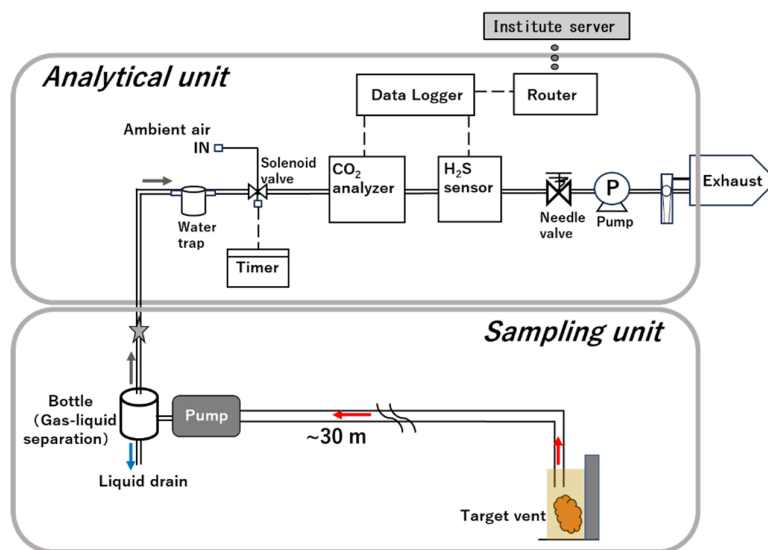 Institute server
Analytical unit
Data Logger
Router
Ambient air
IN
Solenoid
valve
CO₂
analyzer
H₂S
sensor
P
Exhaust
Water
trap
Needle
valve
Pump
Timer
Sampling unit
Bottle
(Gas-liquid
separation)
Pump
~30 m
Liquid drain
Target vent